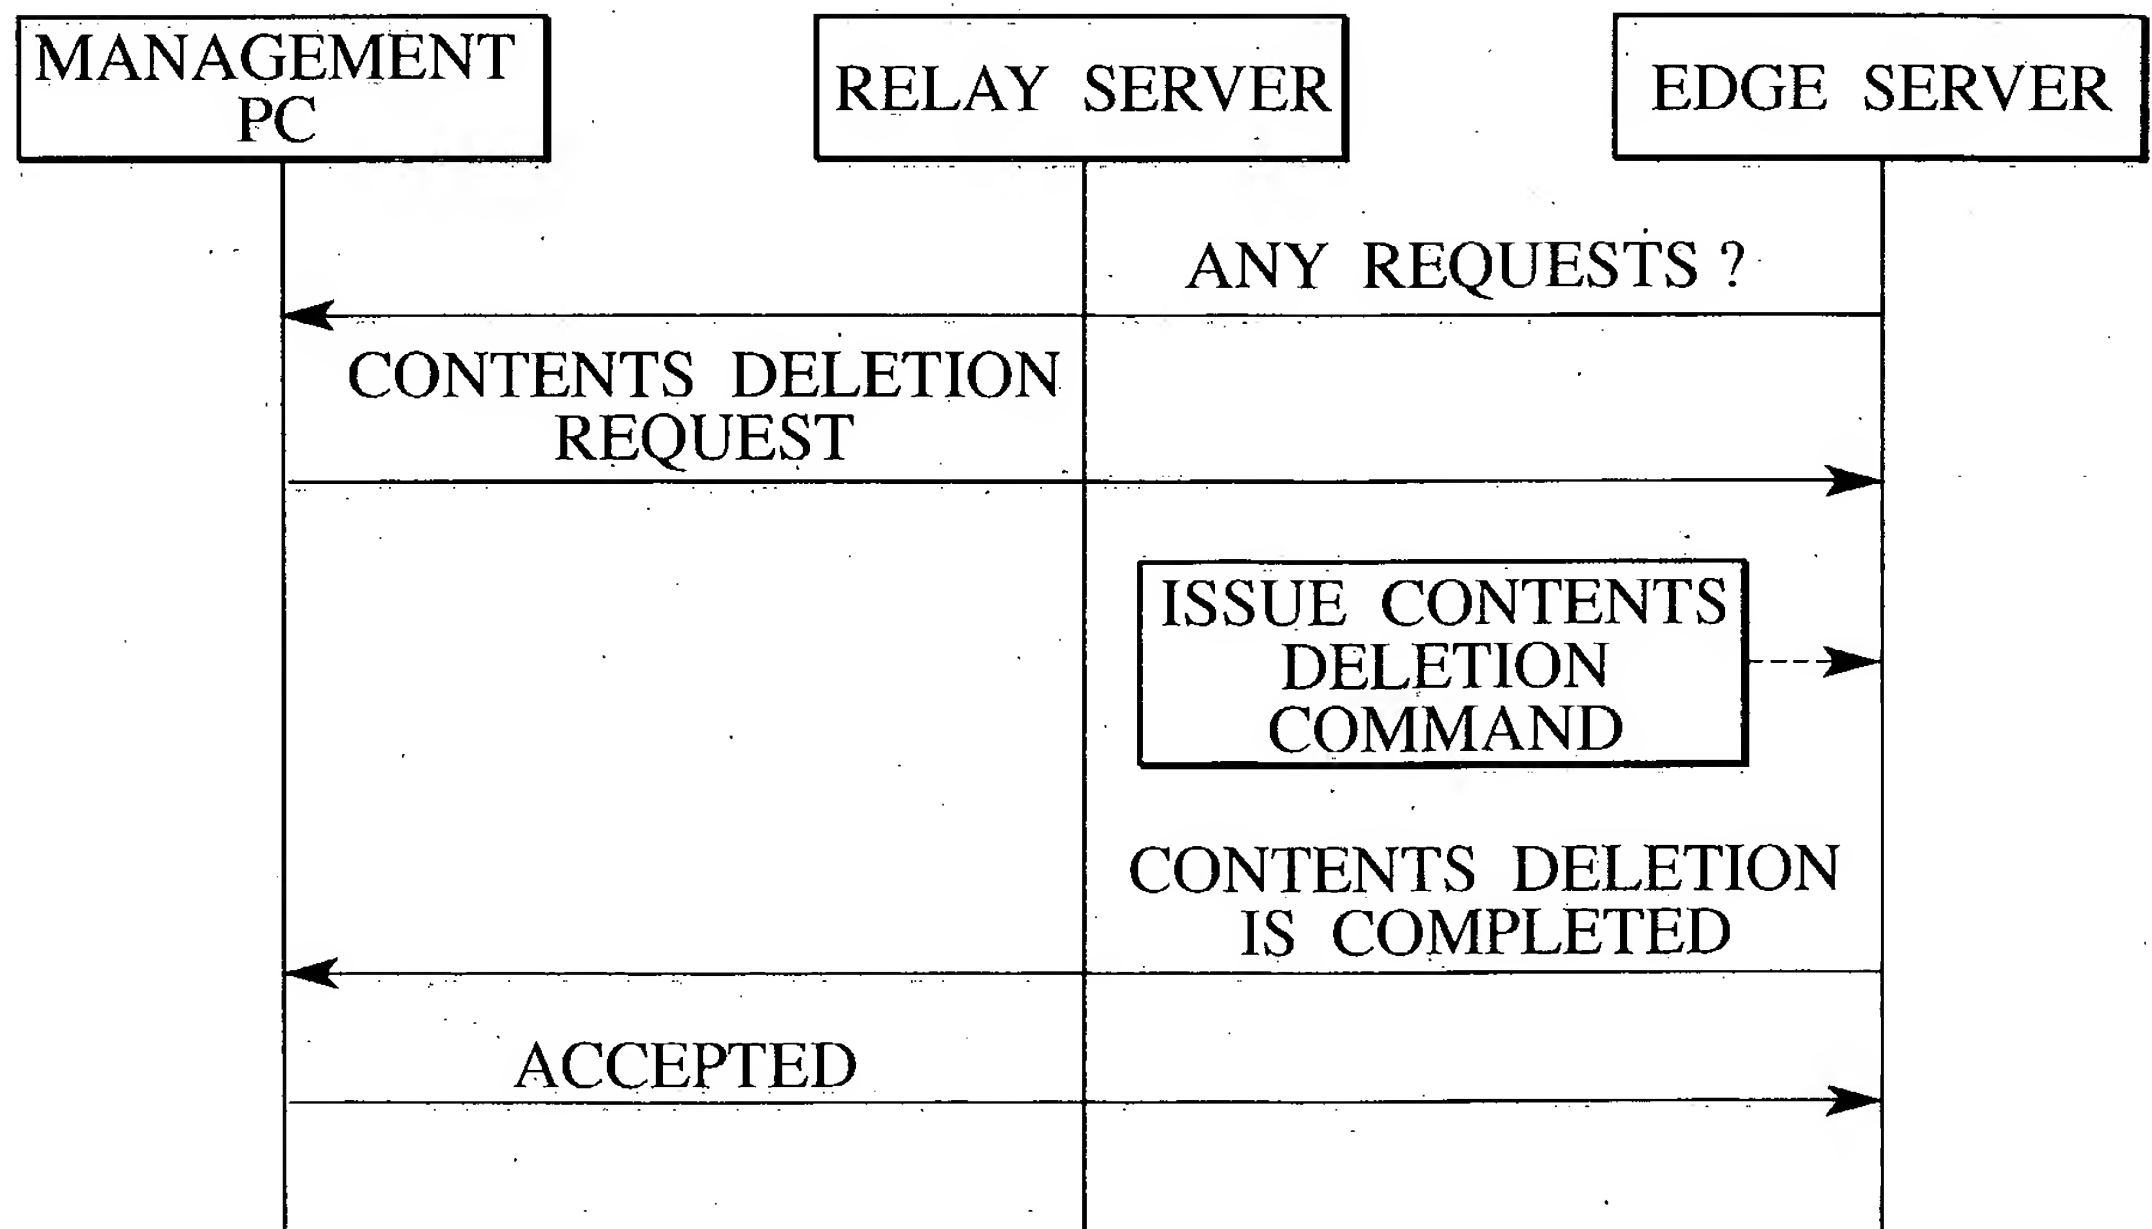 MANAGEMENT
PC
RELAY SERVER
EDGE SERVER
ANY REQUESTS ?
CONTENTS DELETION
REQUEST
ISSUE CONTENTS
DELETION
COMMAND
CONTENTS DELETION
IS COMPLETED
ACCEPTED